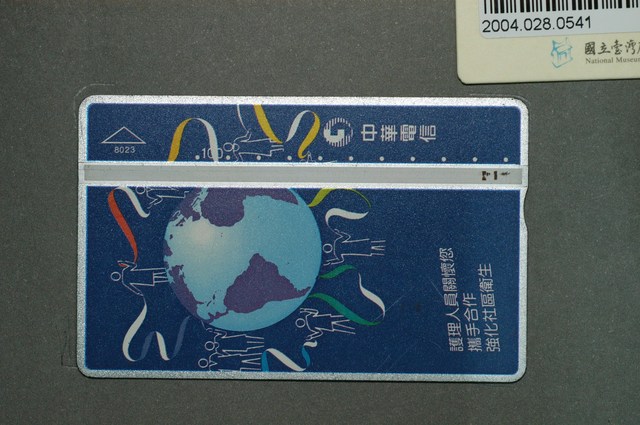 2004.028.0541
國立臺灣
National Museu
8023
100
中華電信
護理人員關懷您
攜手合作
強化社區衛生